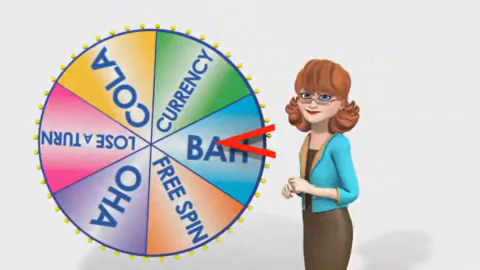 COLA
CURRENCY
BAH
FREE SPIN
OHA
LOSE A TURN